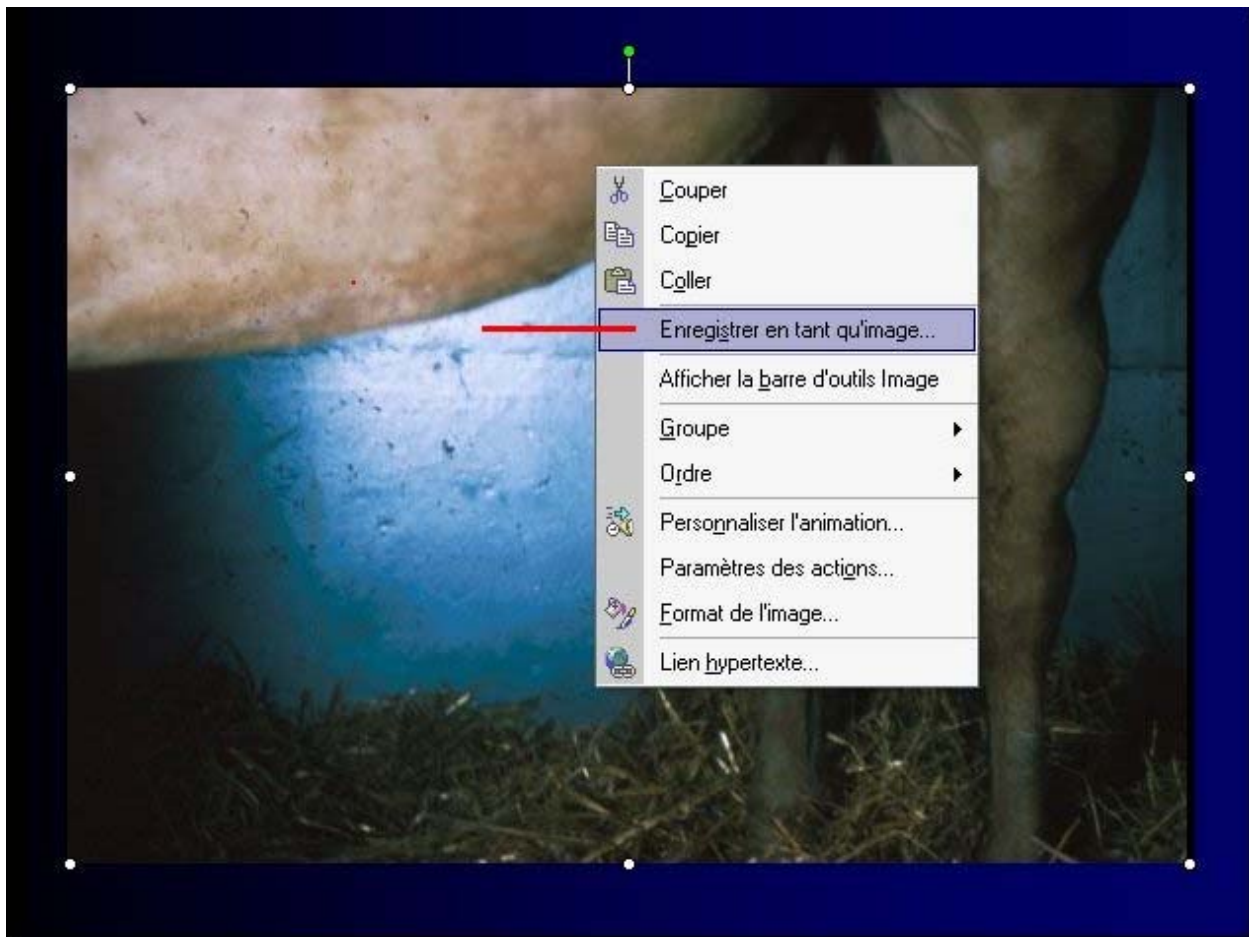 Couper
Copier
Coller
Enregistrer en tant qu'image...
Afficher la barre d'outils Image
Groupe
Ordre
Personnaliser l'animation...
Paramètres des actions...
Format de l'image...
Lien hypertexte...